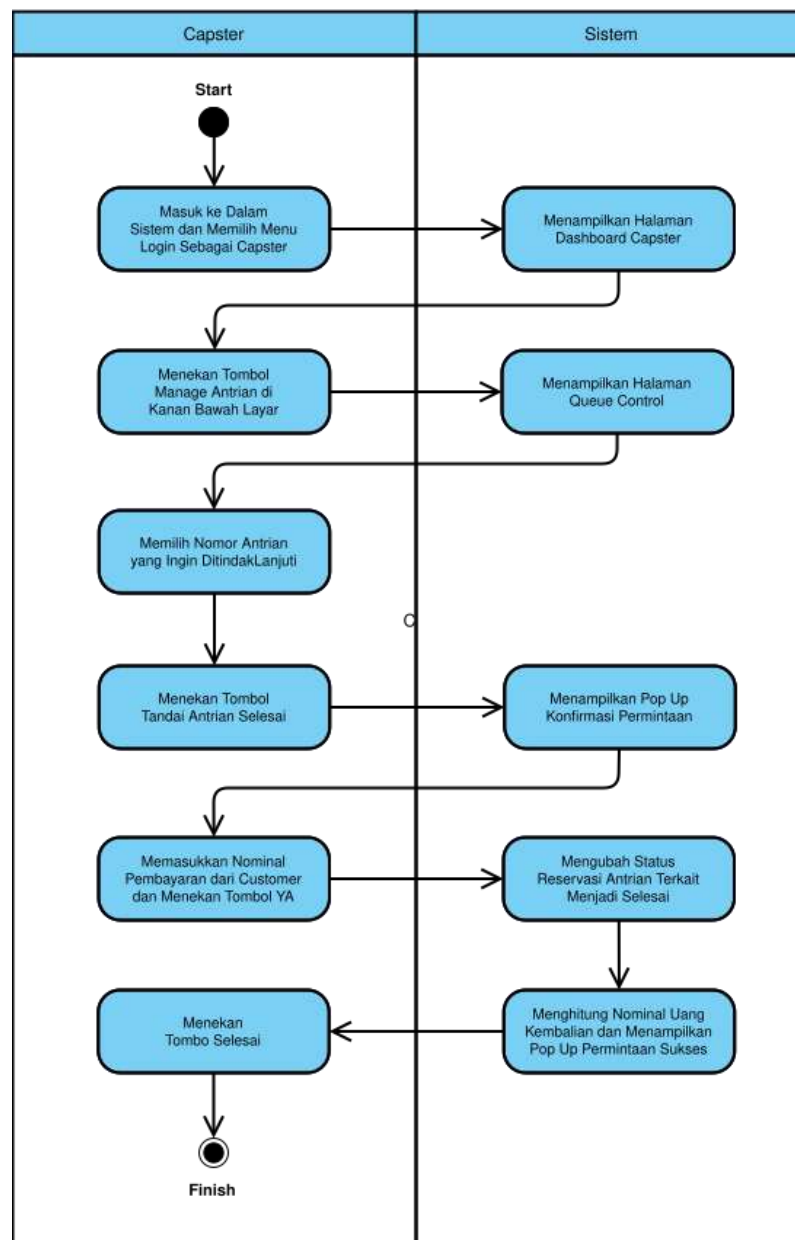 Capster
Sistem
Start
Masuk ke Dalam
Sistem dan Memilih Menu
Login Sebagai Capster
Menampilkan Halaman
Dashboard Capster
Menekan Tombol
Manage Antrian di
Kanan Bawah Layar
Menampilkan Halaman
Queue Control
Memilih Nomor Antrian
yang Ingin DitindakLanjuti
C
Menekan Tombol
Tandai Antrian Selesai
Menampilkan Pop Up
Konfirmasi Permintaan
Memasukkan Nominal
Pembayaran dari Customer
dan Menekan Tombol YA
Mengubah Status
Reservasi Antrian Terkait
Menjadi Selesai
Menekan
Tombo Selesai
Menghitung Nominal Uang
Kembalian dan Menampilkan
Pop Up Permintaan Sukses
Finish